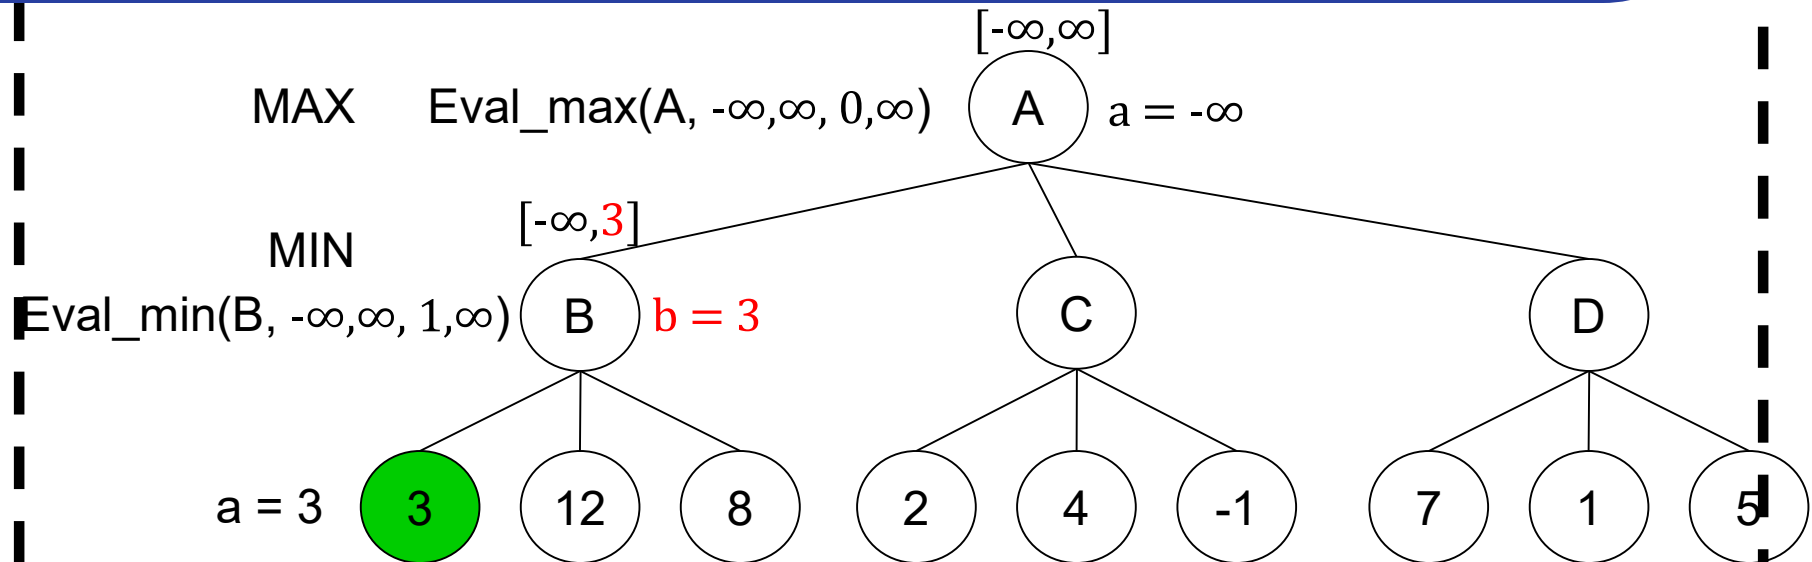 [-∞,∞]
MAX Eval_max(A, -∞,∞, 0,∞) A a = -∞
[-∞,3]
MIN
Eval_min(B, -∞,∞, 1,∞) B b = 3 C D
a = 3 3 12 8 2 4 -1 7 1 5